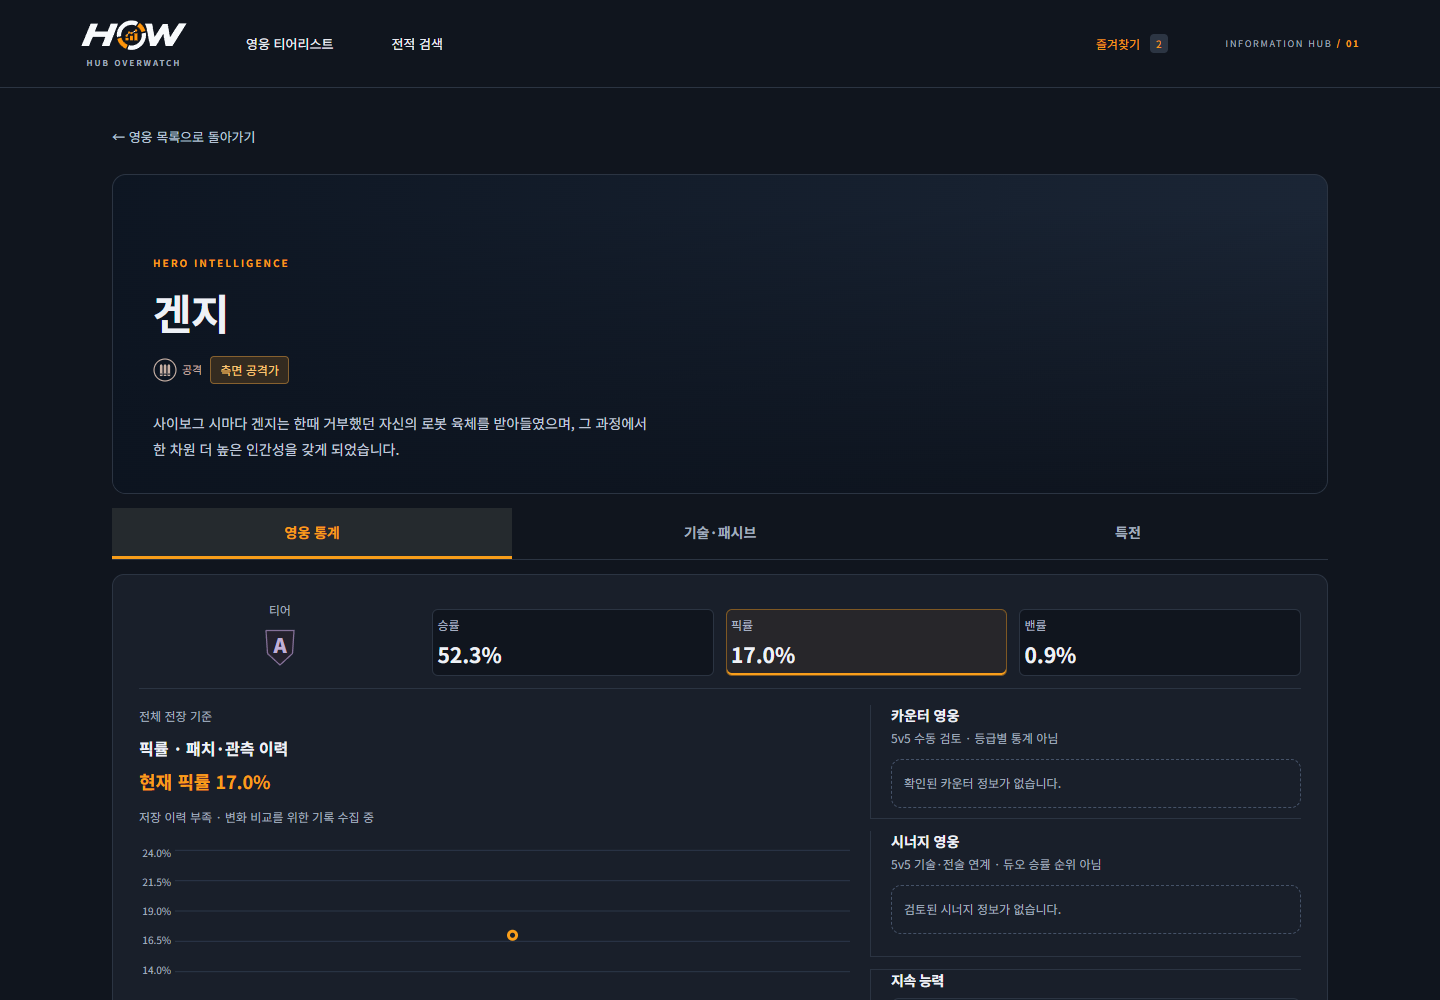 HOW
HUB OVERWATCH
영웅 티어리스트
전적 검색
즐겨찾기 2
INFORMATION HUB / 01
← 영웅 목록으로 돌아가기
HERO INTELLIGENCE
겐지
공격 측면 공격가
사이보그 시마다 겐지는 한때 거부했던 자신의 로봇 육체를 받아들였으며, 그 과정에서
한 차원 더 높은 인간성을 갖게 되었습니다.
영웅 통계
기술·패시브
특전
티어
A
승률
52.3%
픽률
17.0%
밴률
0.9%
전체 전장 기준
픽률 · 패치·관측 이력
현재 픽률 17.0%
저장 이력 부족 · 변화 비교를 위한 기록 수집 중
24.0%
21.5%
19.0%
16.5%
14.0%
카운터 영웅
5v5 수동 검토 · 등급별 통계 아님
확인된 카운터 정보가 없습니다.
시너지 영웅
5v5 기술·전술 연계 · 듀오 승률 순위 아님
검토된 시너지 정보가 없습니다.
지속 능력